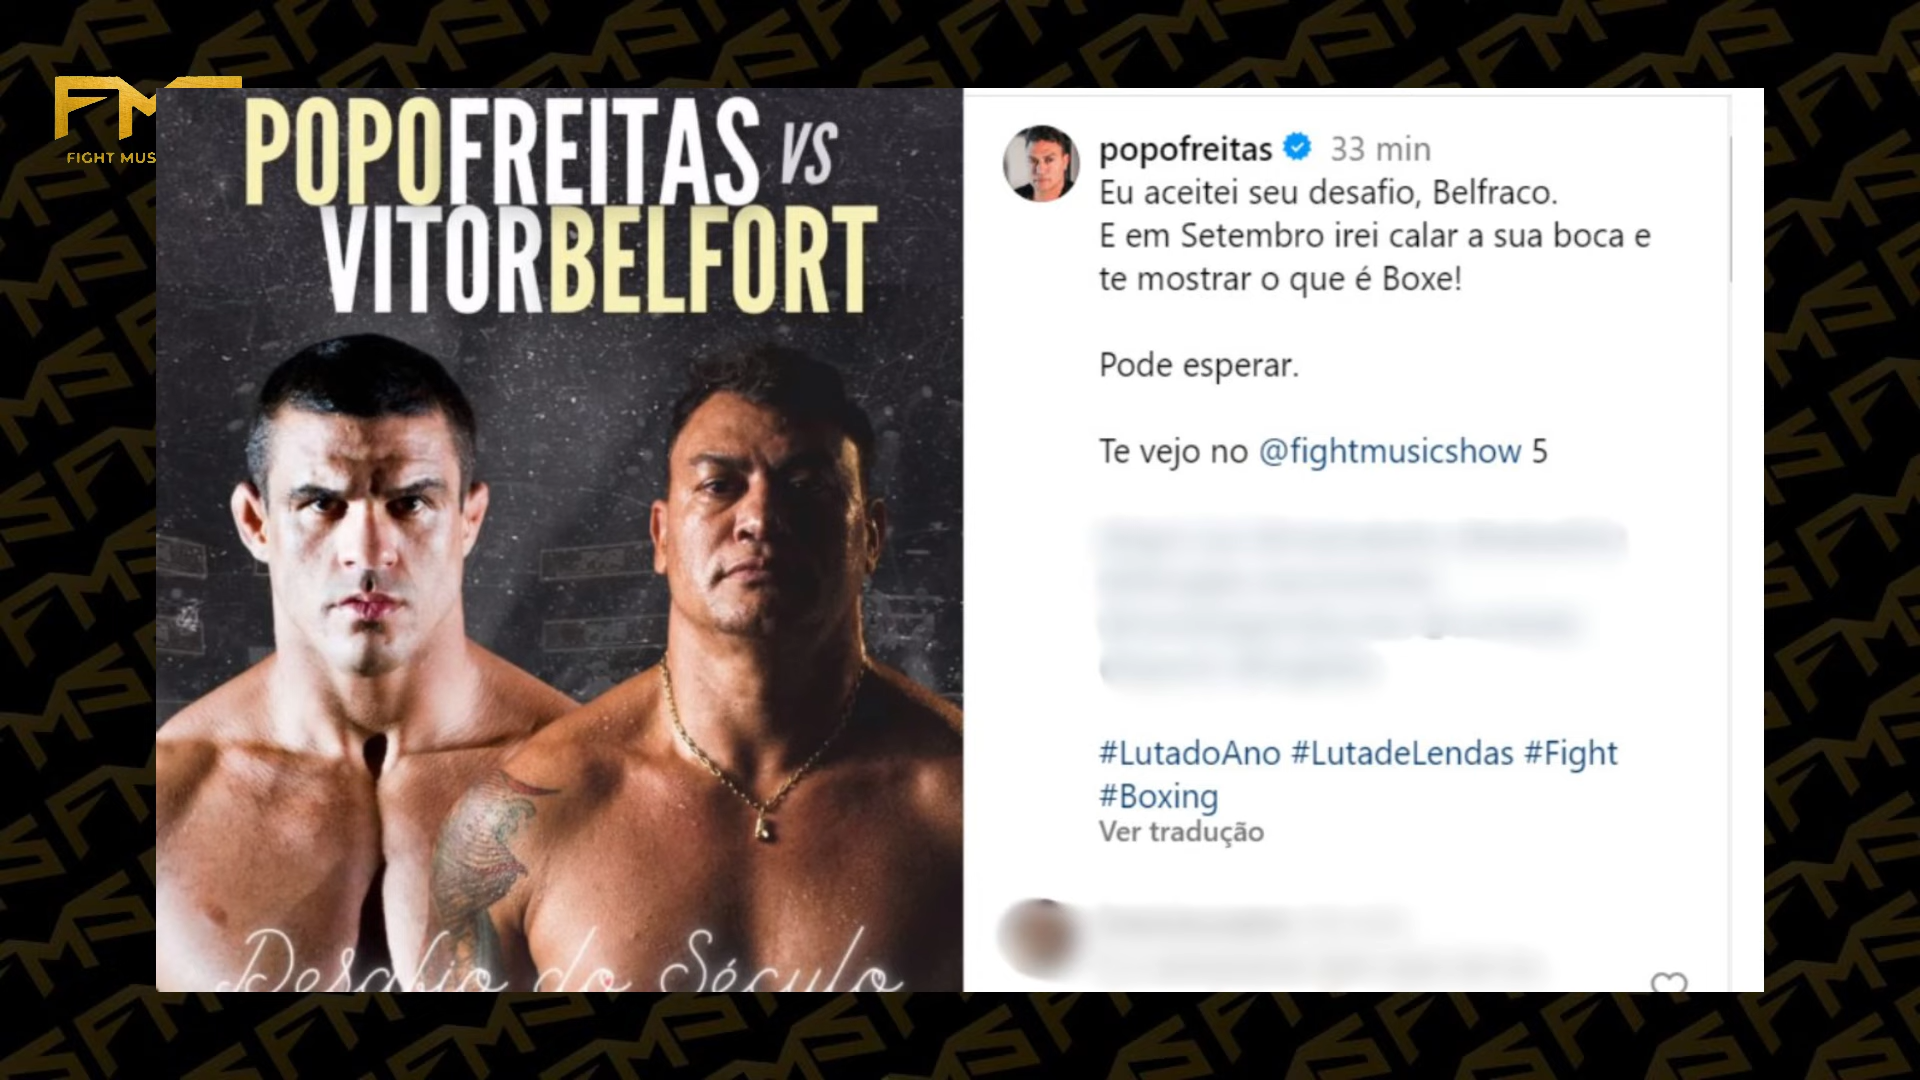 FMS
FIGHT MUS
POPOFREITAS VS
VITORBELFORT
Desafio do Século
popofreitas 33 min
Eu aceitei seu desafio, Belfraco.
E em Setembro irei calar a sua boca e
te mostrar o que é Boxe!
Pode esperar.
Te vejo no @fightmusicshow 5
#LutadoAno #LutadeLendas #Fight
#Boxing
Ver tradução